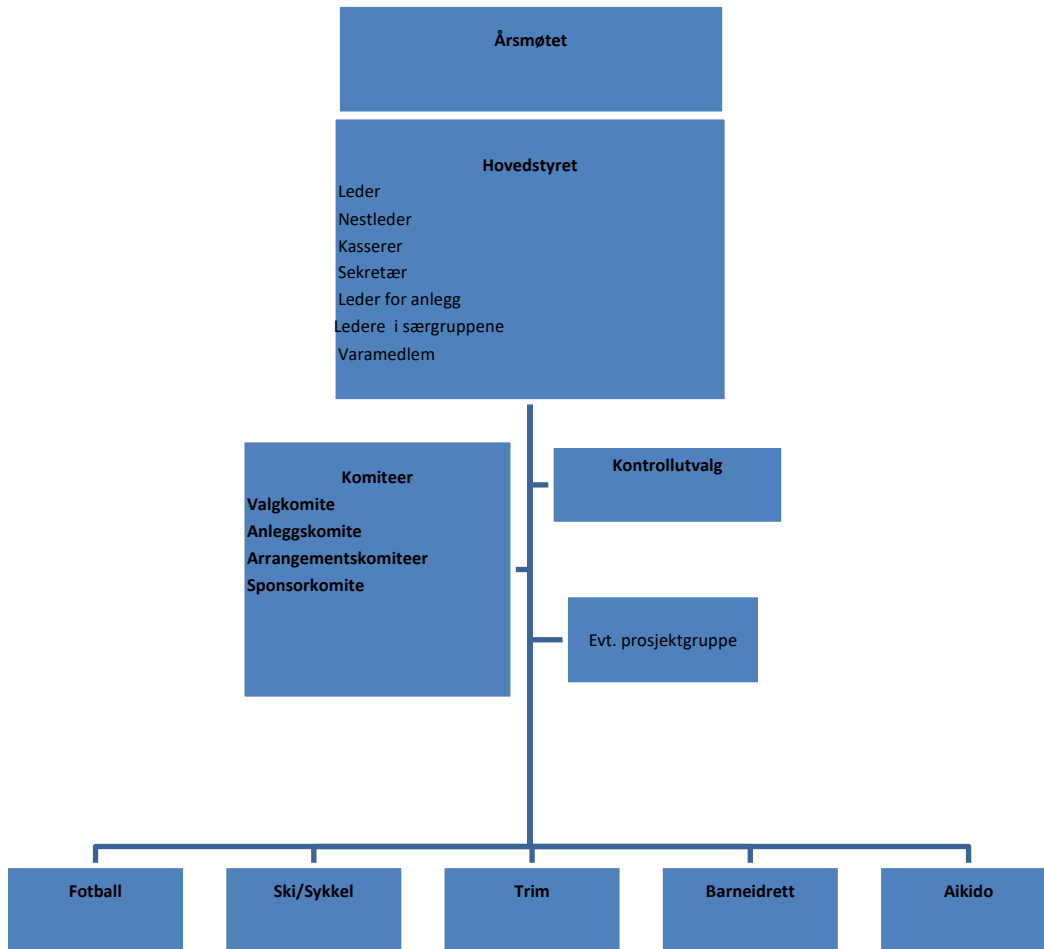 Årsmøtet
Hovedstyret
Leder
Nestleder
Kasserer
Sekretær
Leder for anlegg
Ledere  i særgruppene
Varamedlem
Komiteer
Valgkomite
Anleggskomite
Arrangementskomiteer
Sponsorkomite
Kontrollutvalg
Evt. prosjektgruppe
Fotball
Ski/Sykkel
Trim
Barneidrett
Aikido